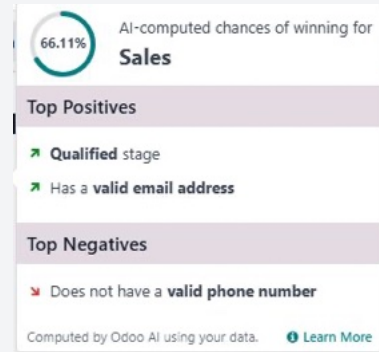 66.11%
AI-computed chances of winning for
Sales
Top Positives
Qualified stage
Has a valid email address
Top Negatives
Does not have a valid phone number
Computed by Odoo AI using your data. Learn More